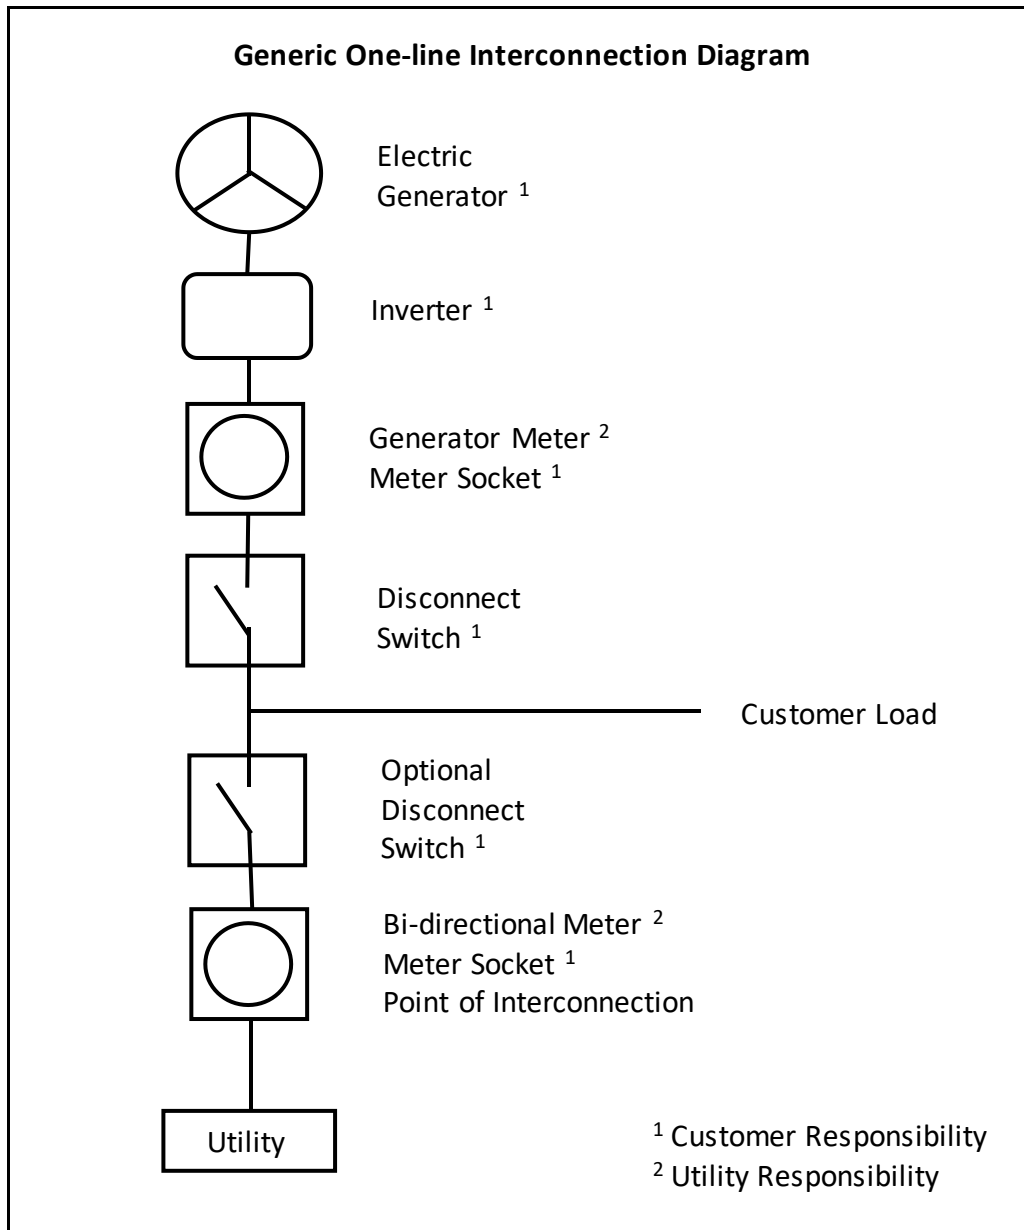 Generic One-line Interconnection Diagram
Electric
Generator ¹
Inverter ¹
Generator Meter ²
Meter Socket ¹
Disconnect
Switch ¹
Customer Load
Optional
Disconnect
Switch ¹
Bi-directional Meter ²
Meter Socket ¹
Point of Interconnection
Utility
¹ Customer Responsibility
² Utility Responsibility